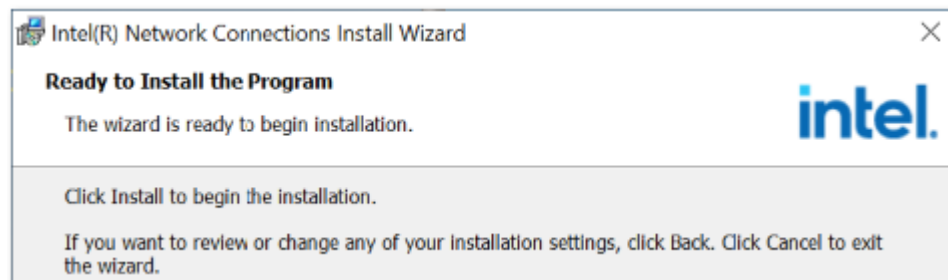 Intel(R) Network Connections Install Wizard
Ready to Install the Program
The wizard is ready to begin installation.
intel.
Click Install to begin the installation.
If you want to review or change any of your installation settings, click Back. Click Cancel to exit
the wizard.